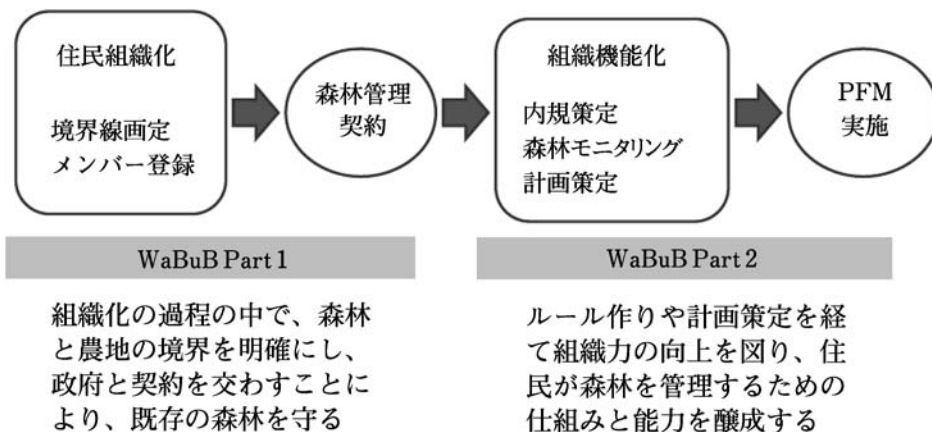 住民組織化
境界線画定
メンバー登録
森林管理
契約
組織機能化
内規策定
森林モニタリング
計画策定
PFM
実施
WaBuB Part 1
組織化の過程の中で、森林
と農地の境界を明確にし、
政府と契約を交わすことに
より、既存の森林を守る
WaBuB Part 2
ルール作りや計画策定を経
て組織力の向上を図り、住
民が森林を管理するための
仕組みと能力を醸成する